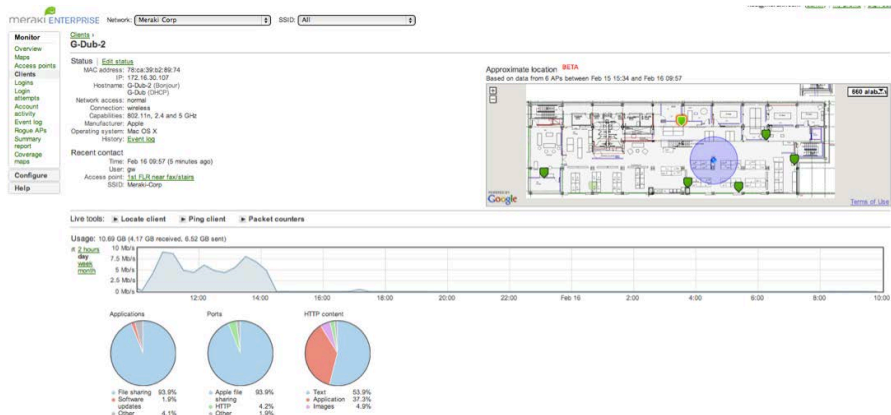 meraki ENTERPRISE Network: Meraki Corp SSID: All
Monitor
Overview
Maps
Access points
Clients
Logins
Login attempts
Account activity
Event log
Rogue APs
Summary report
Coverage maps
Configure
Help
Clients ›
G-Dub-2
Status | Edit status
MAC address: 78:ca:39:b2:89:74
IP: 172.16.30.107
Hostname: G-Dub-2 (Bonjour)
G-Dub (DHCP)
Network access: normal
Connection: wireless
Capabilities: 802.11n, 2.4 and 5 GHz
Manufacturer: Apple
Operating system: Mac OS X
History: Event log
Recent contact
Time: Feb 16 09:57 (5 minutes ago)
User: gw
Access point: 1st FLR near fax/stairs
SSID: Meraki-Corp
Approximate location BETA
Based on data from 6 APs between Feb 15 15:34 and Feb 16 09:57
POWERED BY
Google
Terms of Use
Live tools: ▶ Locate client ▶ Ping client ▶ Packet counters
Usage: 10.69 GB (4.17 GB received, 6.52 GB sent)
2 hours
day
week
month
10 Mb/s
7.5 Mb/s
5 Mb/s
2.5 Mb/s
0 Mb/s
12:00 14:00 16:00 18:00 20:00 22:00 Feb 16 2:00 4:00 6:00 8:00 10:00
Applications
File sharing 93.9%
Software updates 1.9%
Other 4.1%
Ports
Apple file sharing 93.9%
HTTP 4.2%
Other 1.9%
HTTP content
Text 53.9%
Application 37.3%
Images 4.9%